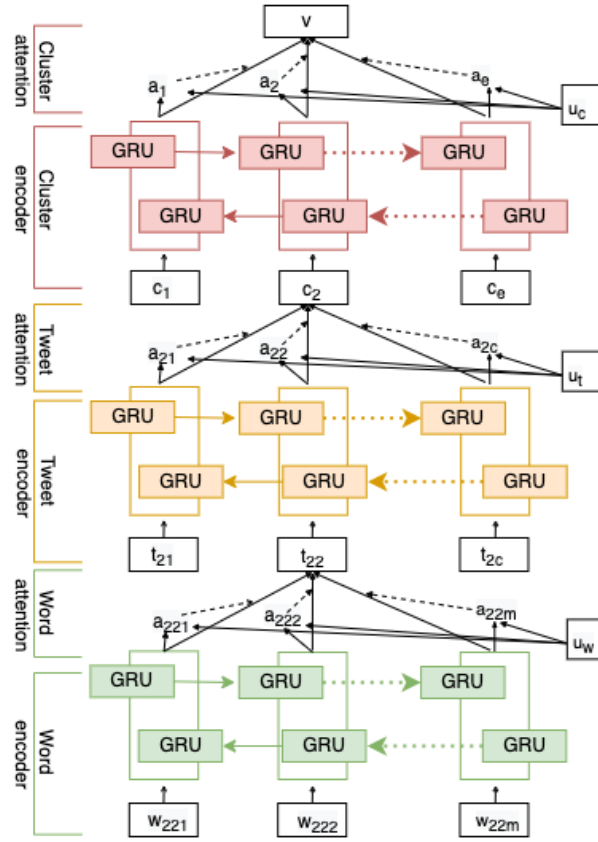 v
Cluster attention
a1
a2
ae
uc
Cluster encoder
GRU
GRU
GRU
GRU
GRU
GRU
c1
c2
ce
Tweet attention
a21
a22
a2c
ut
Tweet encoder
GRU
GRU
GRU
GRU
GRU
GRU
t21
t22
t2c
Word attention
a221
a222
a22m
uw
Word encoder
GRU
GRU
GRU
GRU
GRU
GRU
w221
w222
w22m